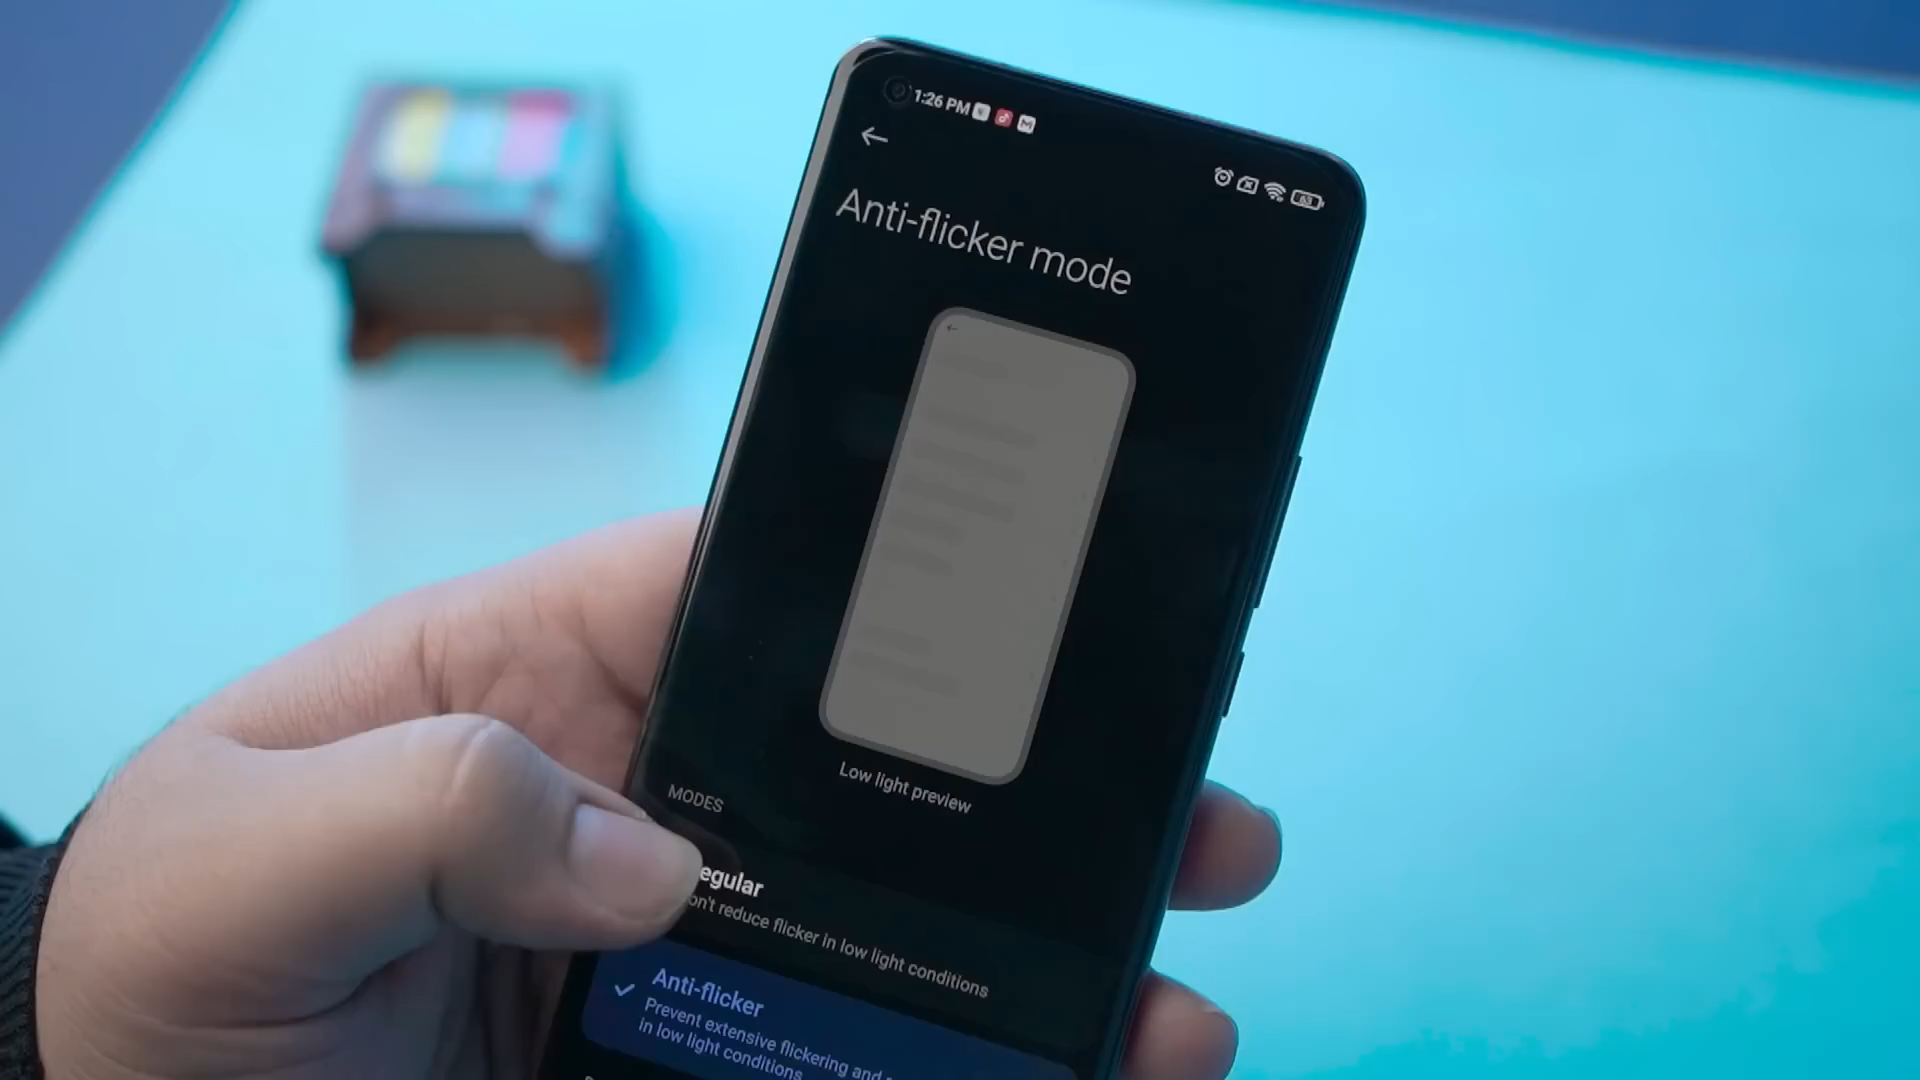 1:26 PM
63
Anti-flicker mode
Low light preview
MODES
egular
on't reduce flicker in low light conditions
Anti-flicker
Prevent extensive flickering and
in low light conditions